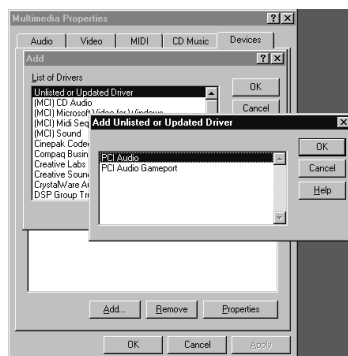 Multimedia Properties
Audio
Video
MIDI
CD Music
Devices
Add
List of Drivers
Unlisted or Updated Driver
(MCI) CD Audio
(MCI) Microsoft Video for Windows
(MCI) Midi Seq
(MCI) Sound
Cinepak Codec
Compaq Busin
Creative Labs
Creative Soun
CrystalWare Au
DSP Group Tr
OK
Cancel
Add Unlisted or Updated Driver
PCI Audio
PCI Audio Gameport
OK
Cancel
Help
Add...
Remove
Properties
OK
Cancel
Apply